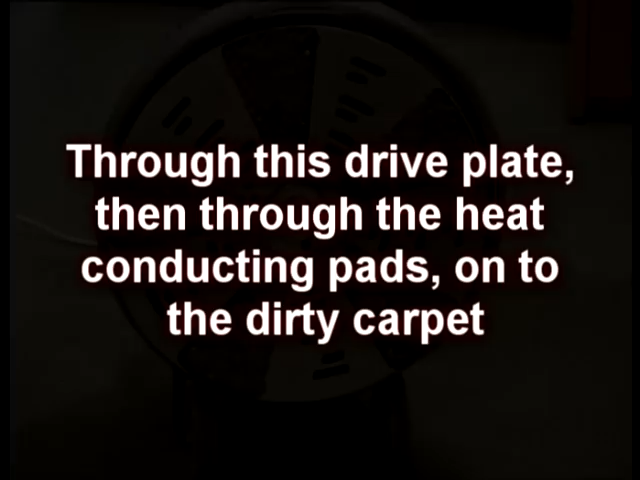 Through this drive plate,
then through the heat
conducting pads, on to
the dirty carpet